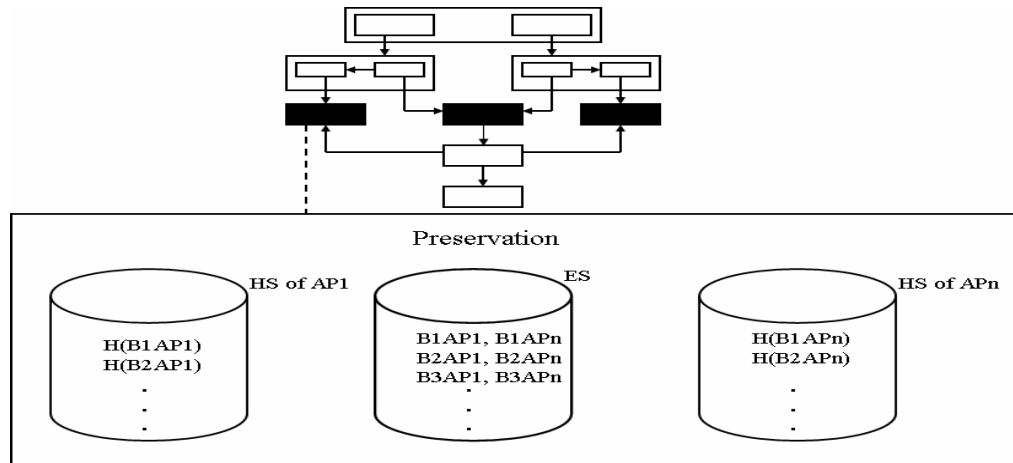 Preservation
HS of AP1
ES
HS of APn
H(B1AP1)
H(B2AP1)
.
.
.
B1AP1, B1APn
B2AP1, B2APn
B3AP1, B3APn
.
.
H(B1APn)
H(B2APn)
.
.
.